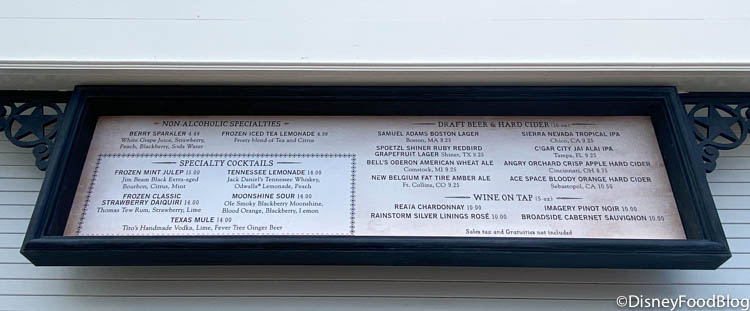 NON-ALCOHOLIC SPECIALTIES
BERRY SPARKLER 4.69
White Grape Juice, Strawberry,
Peach, Blackberry, Soda Water
FROZEN ICED TEA LEMONADE 4.99
Frosty blend of Tea and Citrus
SPECIALTY COCKTAILS
FROZEN MINT JULEP 15.00
Jim Beam Black Extra-aged
Bourbon, Citrus, Mint
FROZEN CLASSIC
STRAWBERRY DAIQUIRI 14.00
Thomas Tew Rum, Strawberry, Lime
TENNESSEE LEMONADE 16.00
Jack Daniel's Tennessee Whiskey,
Odwalla® Lemonade, Peach
MOONSHINE SOUR 14.00
Ole Smoky Blackberry Moonshine,
Blood Orange, Blackberry, Lemon
TEXAS MULE 14.00
Tito's Handmade Vodka, Lime, Fever Tree Ginger Beer
DRAFT BEER & HARD CIDER (16-oz)
SAMUEL ADAMS BOSTON LAGER
Boston, MA 9.25
SPOETZL SHINER RUBY REDBIRD
GRAPEFRUIT LAGER Shiner, TX 9.25
BELL'S OBERON AMERICAN WHEAT ALE
Comstock, MI 9.25
NEW BELGIUM FAT TIRE AMBER ALE
Ft. Collins, CO 9.25
SIERRA NEVADA TROPICAL IPA
Chico, CA 9.25
CIGAR CITY JAI ALAI IPA
Tampa, FL 9.25
ANGRY ORCHARD CRISP APPLE HARD CIDER
Cincinnati, OH 8.75
ACE SPACE BLOODY ORANGE HARD CIDER
Sebastopol, CA 10.50
WINE ON TAP (5-oz)
REATA CHARDONNAY 10.00
RAINSTORM SILVER LININGS ROSÉ 10.00
IMAGERY PINOT NOIR 10.00
BROADSIDE CABERNET SAUVIGNON 10.00
Sales tax and Gratuities not included
©DisneyFoodBlog